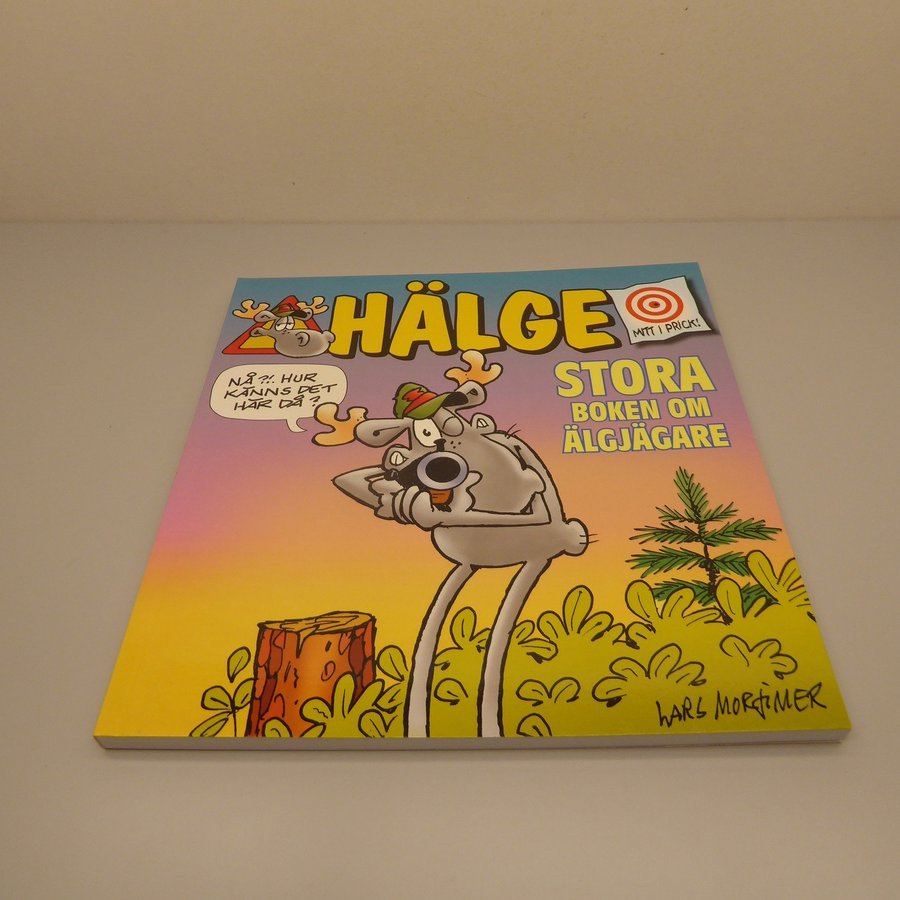 HÄLGE
MITT I PRICK!
STORA
BOKEN OM
ÄLGJÄGARE
NÅ?!. HUR
KÄNNS DET
HÄR DÅ?
LARS MORTIMER